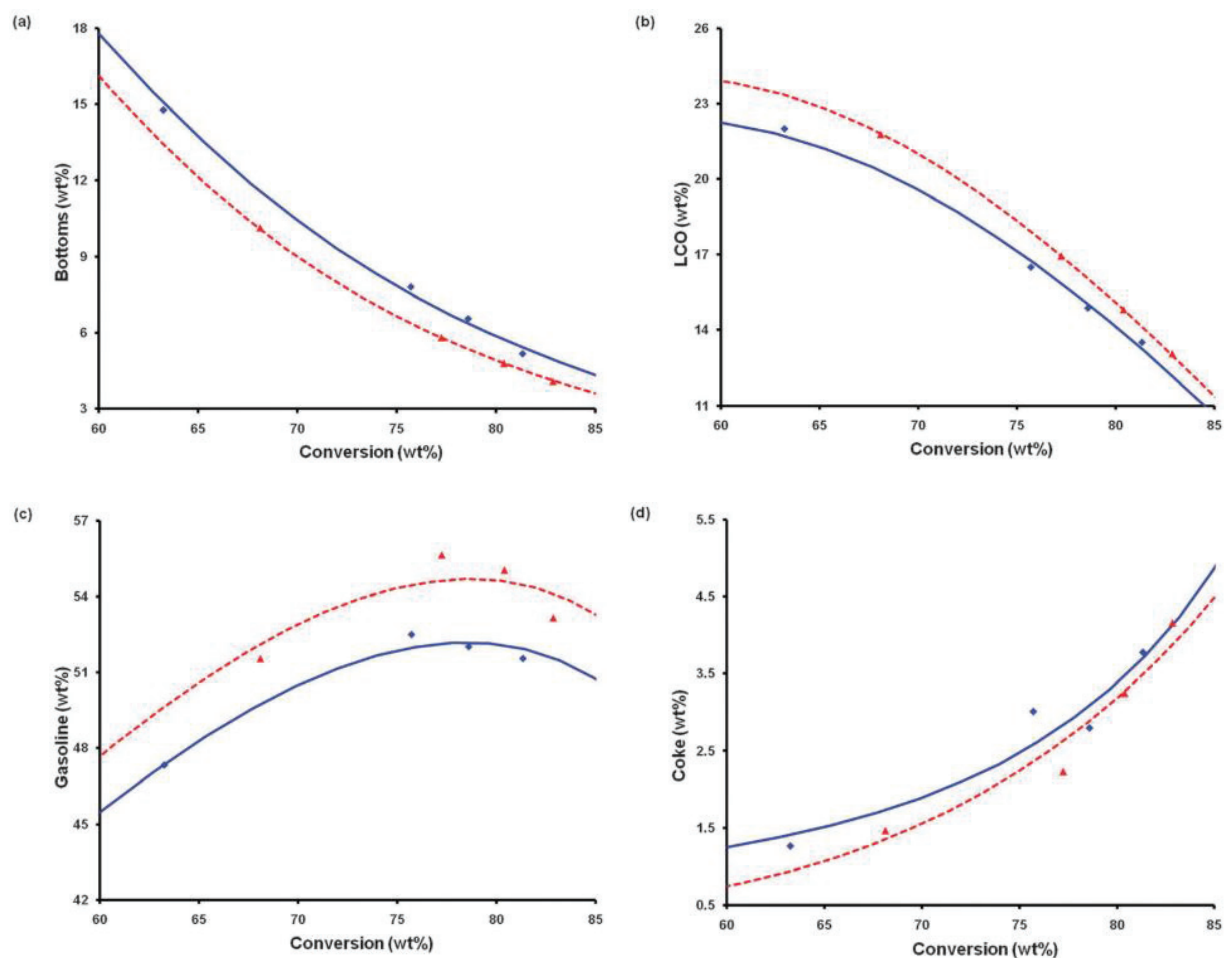 (a)
18
15
12
9
6
3
Bottoms (wt%)
60 65 70 75 80 85
Conversion (wt%)
(b)
26
23
20
17
14
11
LCO (wt%)
60 65 70 75 80 85
Conversion (wt%)
(c)
57
54
51
48
45
42
Gasoline (wt%)
60 65 70 75 80 85
Conversion (wt%)
(d)
5.5
4.5
3.5
2.5
1.5
0.5
Coke (wt%)
60 65 70 75 80 85
Conversion (wt%)